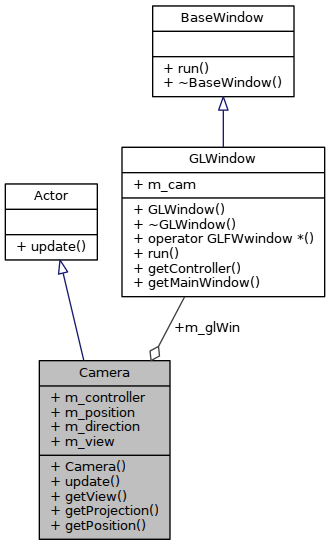 BaseWindow
+ run()
+ ~BaseWindow()
GLWindow
+ m_cam
+ GLWindow()
+ ~GLWindow()
+ operator GLFWwindow *()
+ run()
+ getController()
+ getMainWindow()
Actor
+ update()
+m_glWin
Camera
+ m_controller
+ m_position
+ m_direction
+ m_view
+ Camera()
+ update()
+ getView()
+ getProjection()
+ getPosition()